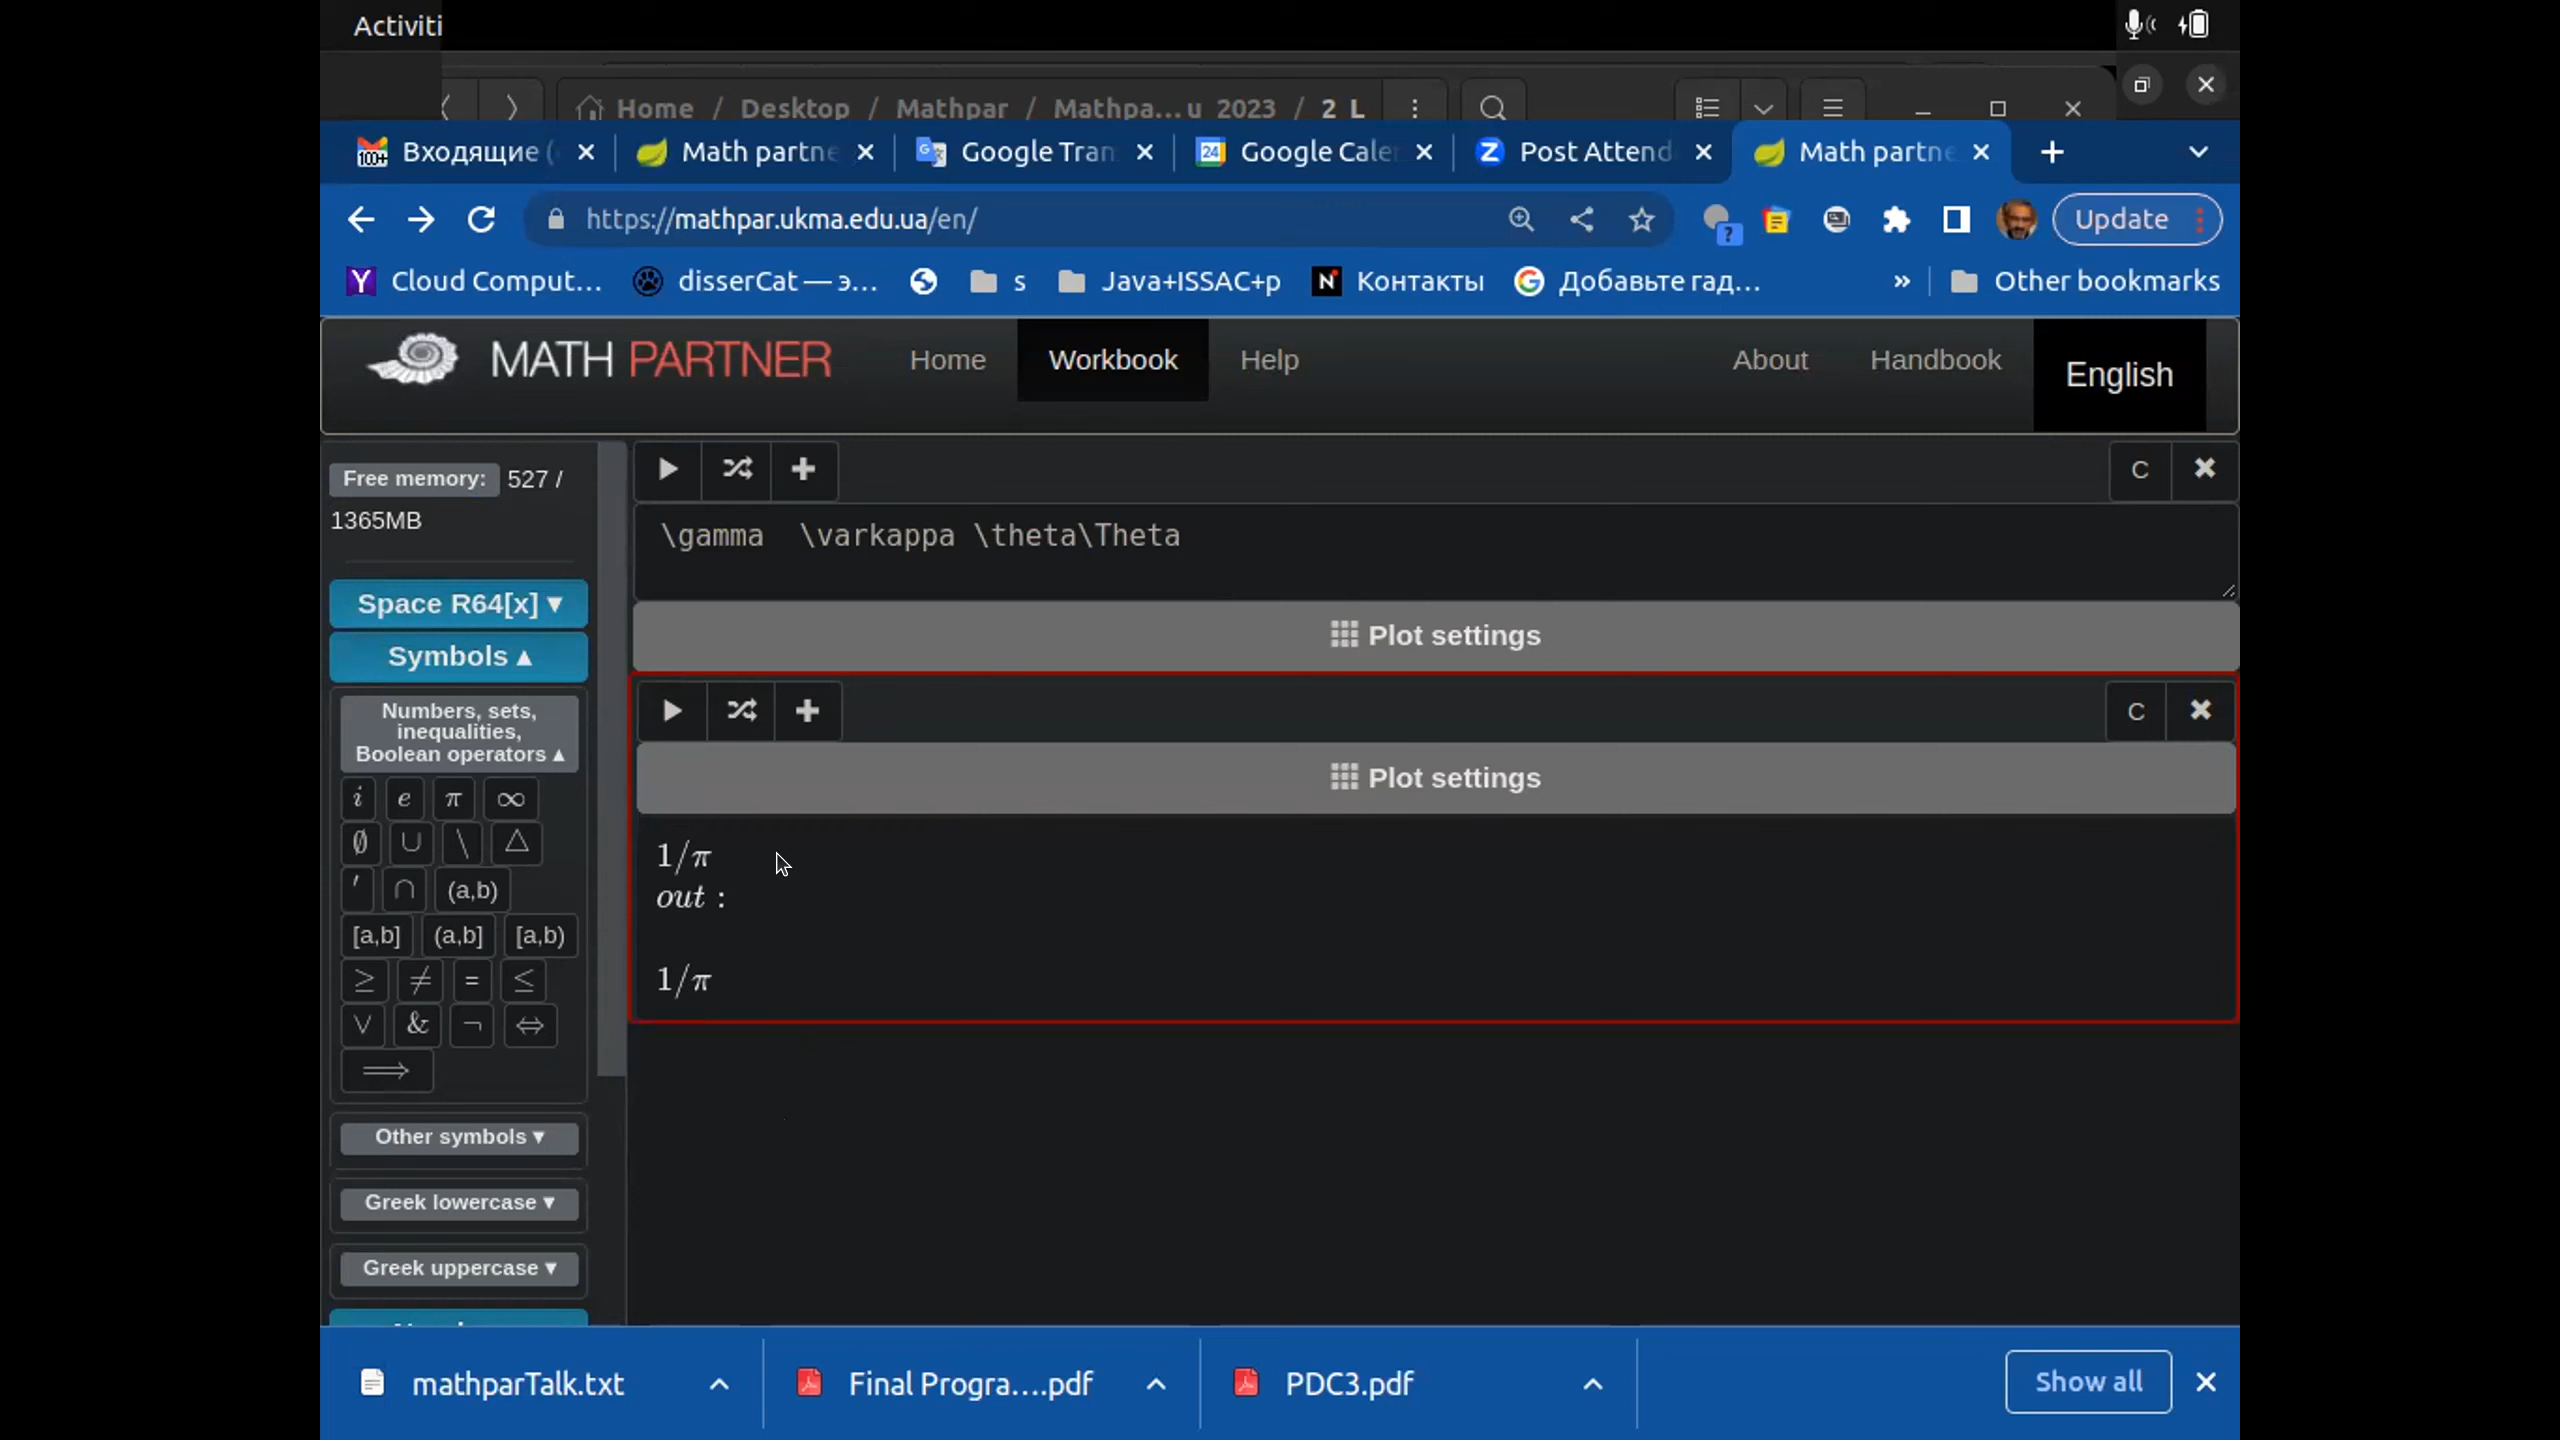 Activiti
Home / Desktop / Mathpar / Mathpa...u 2023 / 2 L
Входящие ( Math partne Google Tran Google Cale Post Attend Math partne
https://mathpar.ukma.edu.ua/en/ Update
Cloud Comput... disserCat — э... s Java+ISSAC+p Контакты Добавьте гад... » Other bookmarks
MATH PARTNER Home Workbook Help About Handbook English
Free memory: 527 /
1365MB
Space R64[x] ▾
Symbols ▴
Numbers, sets,
inequalities,
Boolean operators ▴
i e π ∞
∅ ∪ \ △
′ ∩ (a,b)
[a,b] (a,b] [a,b)
≥ ≠ = ≤
∨ & ¬ ⇔
⟹
Other symbols ▾
Greek lowercase ▾
Greek uppercase ▾
C
\gamma \varkappa \theta\Theta
Plot settings
C
Plot settings
1/π
out :
1/π
mathparTalk.txt Final Progra....pdf PDC3.pdf Show all